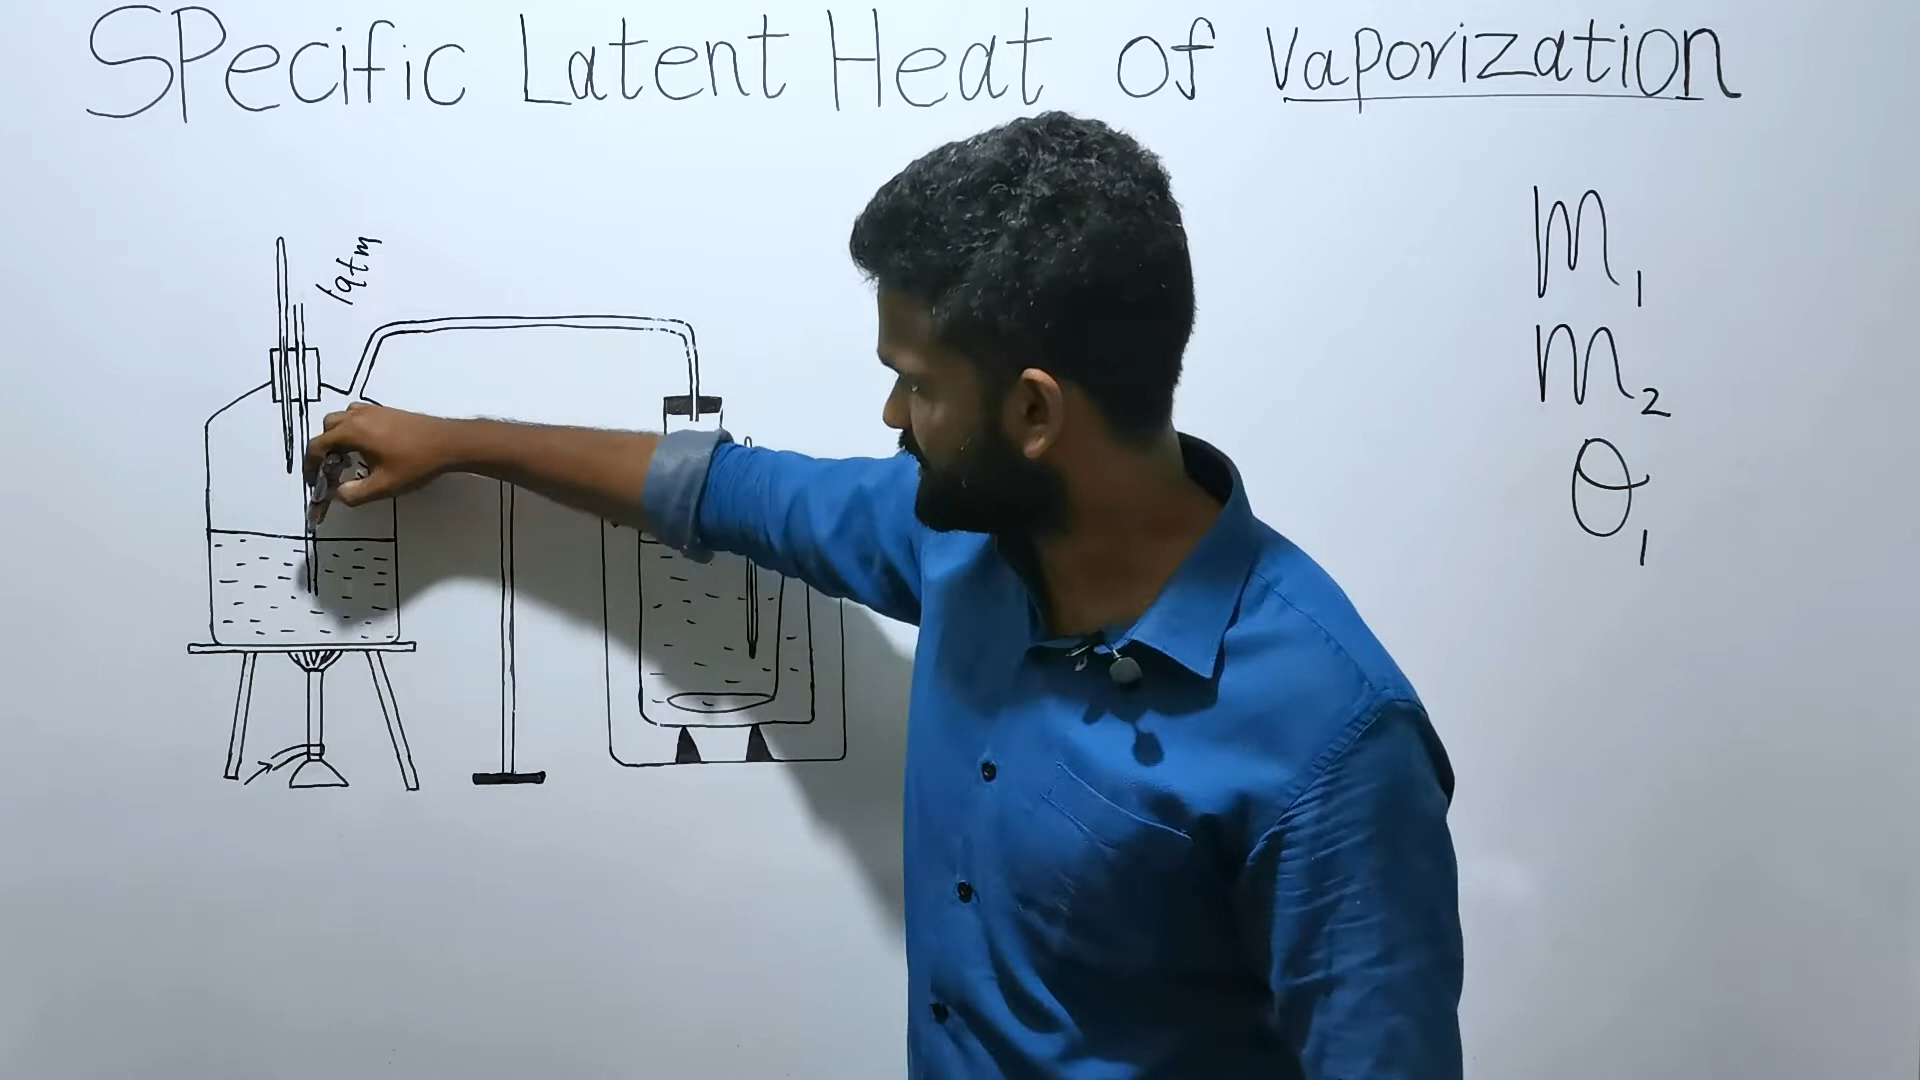 SPecific Latent Heat of Vaporization
1atm
m1
m2
θ1